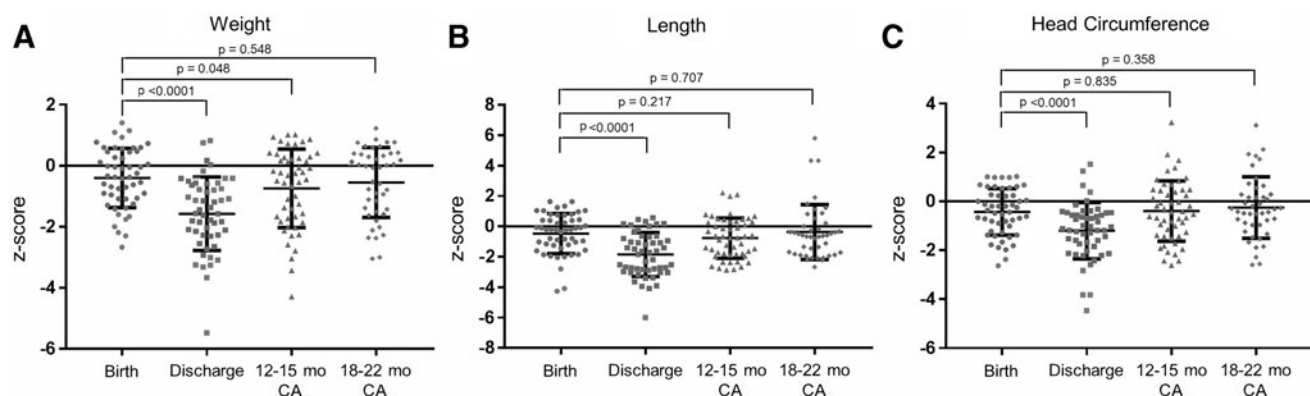 A
Weight
p = 0.548
p = 0.048
p <0.0001
z-score
2
0
-2
-4
-6
Birth
Discharge
12-15 mo
CA
18-22 mo
CA
B
Length
p = 0.707
p = 0.217
p <0.0001
z-score
8
6
4
2
0
-2
-4
-6
-8
Birth
Discharge
12-15 mo
CA
18-22 mo
CA
C
Head Circumference
p = 0.358
p = 0.835
p <0.0001
z-score
4
2
0
-2
-4
-6
Birth
Discharge
12-15 mo
CA
18-22 mo
CA